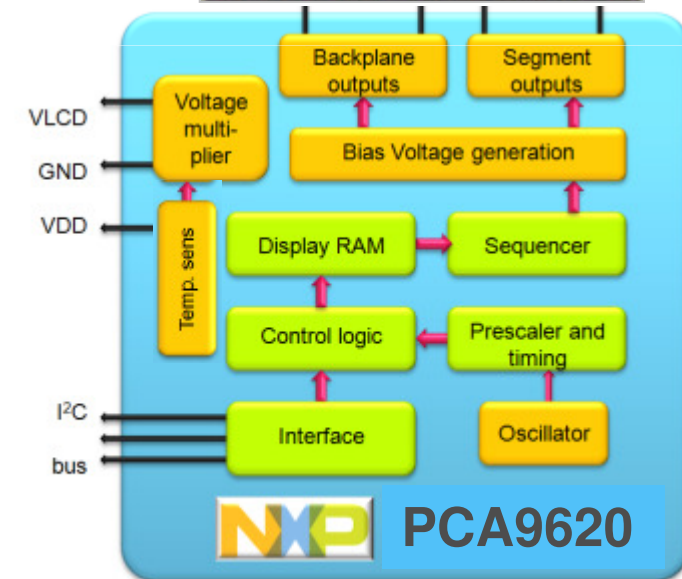 Backplane
outputs
Segment
outputs
Voltage
multi-
plier
VLCD
GND
VDD
Bias Voltage generation
Temp. sens
Display RAM
Sequencer
Control logic
Prescaler and
timing
I²C
bus
Interface
Oscillator
NXP
PCA9620